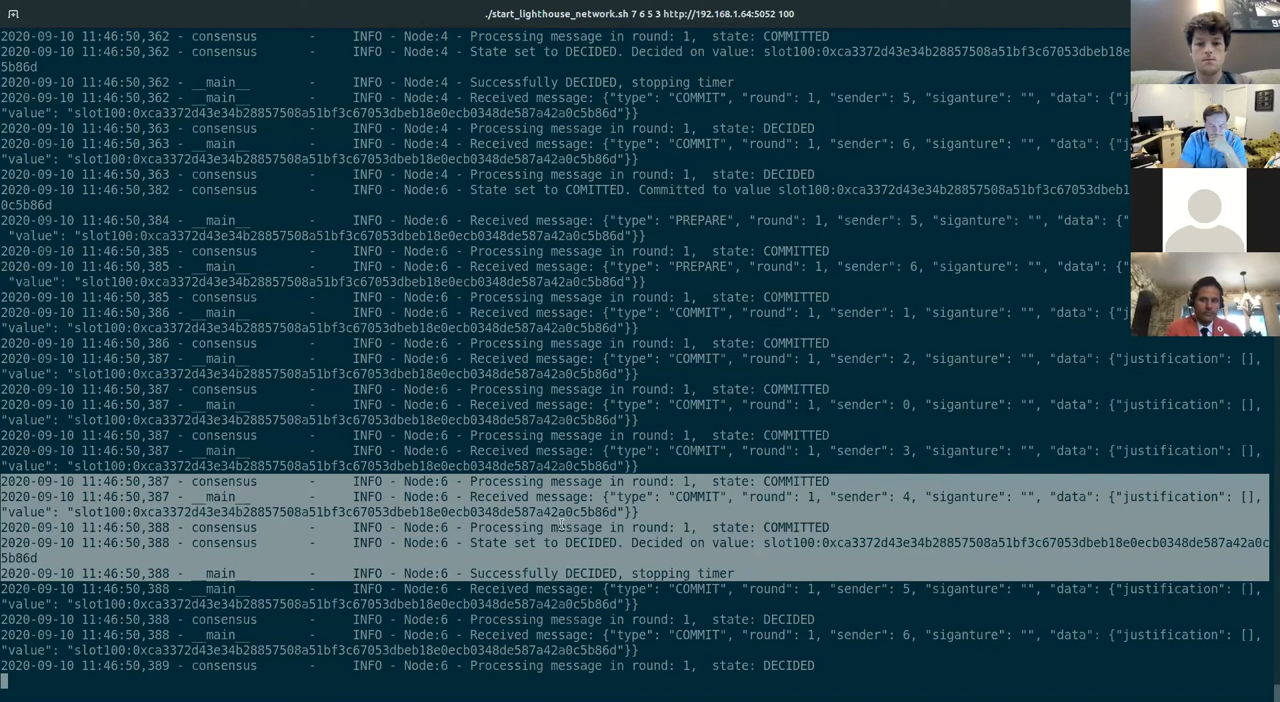 ./start_lighthouse_network.sh 7 6 5 3 http://192.168.1.64:5052 100
2020-09-10 11:46:50,362 - consensus - INFO - Node:4 - Processing message in round: 1, state: COMMITTED
2020-09-10 11:46:50,362 - consensus - INFO - Node:4 - State set to DECIDED. Decided on value: slot100:0xca3372d43e34b28857508a51bf3c67053dbeb18e
5b86d
2020-09-10 11:46:50,362 - __main__ - INFO - Node:4 - Successfully DECIDED, stopping timer
2020-09-10 11:46:50,362 - __main__ - INFO - Node:4 - Received message: {"type": "COMMIT", "round": 1, "sender": 5, "siganture": "", "data": {"j
"value": "slot100:0xca3372d43e34b28857508a51bf3c67053dbeb18e0ecb0348de587a42a0c5b86d"}}
2020-09-10 11:46:50,363 - consensus - INFO - Node:4 - Processing message in round: 1, state: DECIDED
2020-09-10 11:46:50,363 - __main__ - INFO - Node:4 - Received message: {"type": "COMMIT", "round": 1, "sender": 6, "siganture": "", "data": {"j
"value": "slot100:0xca3372d43e34b28857508a51bf3c67053dbeb18e0ecb0348de587a42a0c5b86d"}}
2020-09-10 11:46:50,363 - consensus - INFO - Node:4 - Processing message in round: 1, state: DECIDED
2020-09-10 11:46:50,382 - consensus - INFO - Node:6 - State set to COMITTED. Committed to value slot100:0xca3372d43e34b28857508a51bf3c67053dbeb1
0c5b86d
2020-09-10 11:46:50,384 - __main__ - INFO - Node:6 - Received message: {"type": "PREPARE", "round": 1, "sender": 5, "siganture": "", "data": {"
"value": "slot100:0xca3372d43e34b28857508a51bf3c67053dbeb18e0ecb0348de587a42a0c5b86d"}}
2020-09-10 11:46:50,385 - consensus - INFO - Node:6 - Processing message in round: 1, state: COMMITTED
2020-09-10 11:46:50,385 - __main__ - INFO - Node:6 - Received message: {"type": "PREPARE", "round": 1, "sender": 6, "siganture": "", "data": {"
"value": "slot100:0xca3372d43e34b28857508a51bf3c67053dbeb18e0ecb0348de587a42a0c5b86d"}}
2020-09-10 11:46:50,385 - consensus - INFO - Node:6 - Processing message in round: 1, state: COMMITTED
2020-09-10 11:46:50,386 - __main__ - INFO - Node:6 - Received message: {"type": "COMMIT", "round": 1, "sender": 1, "siganture": "", "data": {"justification": [],
"value": "slot100:0xca3372d43e34b28857508a51bf3c67053dbeb18e0ecb0348de587a42a0c5b86d"}}
2020-09-10 11:46:50,386 - consensus - INFO - Node:6 - Processing message in round: 1, state: COMMITTED
2020-09-10 11:46:50,387 - __main__ - INFO - Node:6 - Received message: {"type": "COMMIT", "round": 1, "sender": 2, "siganture": "", "data": {"justification": [],
"value": "slot100:0xca3372d43e34b28857508a51bf3c67053dbeb18e0ecb0348de587a42a0c5b86d"}}
2020-09-10 11:46:50,387 - consensus - INFO - Node:6 - Processing message in round: 1, state: COMMITTED
2020-09-10 11:46:50,387 - __main__ - INFO - Node:6 - Received message: {"type": "COMMIT", "round": 1, "sender": 0, "siganture": "", "data": {"justification": [],
"value": "slot100:0xca3372d43e34b28857508a51bf3c67053dbeb18e0ecb0348de587a42a0c5b86d"}}
2020-09-10 11:46:50,387 - consensus - INFO - Node:6 - Processing message in round: 1, state: COMMITTED
2020-09-10 11:46:50,387 - __main__ - INFO - Node:6 - Received message: {"type": "COMMIT", "round": 1, "sender": 3, "siganture": "", "data": {"justification": [],
"value": "slot100:0xca3372d43e34b28857508a51bf3c67053dbeb18e0ecb0348de587a42a0c5b86d"}}
2020-09-10 11:46:50,387 - consensus - INFO - Node:6 - Processing message in round: 1, state: COMMITTED
2020-09-10 11:46:50,387 - __main__ - INFO - Node:6 - Received message: {"type": "COMMIT", "round": 1, "sender": 4, "siganture": "", "data": {"justification": [],
"value": "slot100:0xca3372d43e34b28857508a51bf3c67053dbeb18e0ecb0348de587a42a0c5b86d"}}
2020-09-10 11:46:50,388 - consensus - INFO - Node:6 - Processing message in round: 1, state: COMMITTED
2020-09-10 11:46:50,388 - consensus - INFO - Node:6 - State set to DECIDED. Decided on value: slot100:0xca3372d43e34b28857508a51bf3c67053dbeb18e0ecb0348de587a42a0c
5b86d
2020-09-10 11:46:50,388 - __main__ - INFO - Node:6 - Successfully DECIDED, stopping timer
2020-09-10 11:46:50,388 - __main__ - INFO - Node:6 - Received message: {"type": "COMMIT", "round": 1, "sender": 5, "siganture": "", "data": {"justification": [],
"value": "slot100:0xca3372d43e34b28857508a51bf3c67053dbeb18e0ecb0348de587a42a0c5b86d"}}
2020-09-10 11:46:50,388 - consensus - INFO - Node:6 - Processing message in round: 1, state: DECIDED
2020-09-10 11:46:50,388 - __main__ - INFO - Node:6 - Received message: {"type": "COMMIT", "round": 1, "sender": 6, "siganture": "", "data": {"justification": [],
"value": "slot100:0xca3372d43e34b28857508a51bf3c67053dbeb18e0ecb0348de587a42a0c5b86d"}}
2020-09-10 11:46:50,389 - consensus - INFO - Node:6 - Processing message in round: 1, state: DECIDED